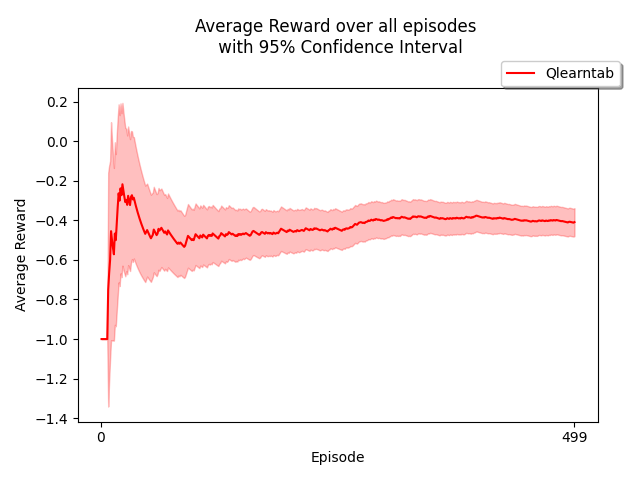 Average Reward over all episodes
with 95% Confidence Interval
Qlearntab
0.2
0.0
−0.2
−0.4
−0.6
−0.8
−1.0
−1.2
−1.4
Average Reward
0
499
Episode